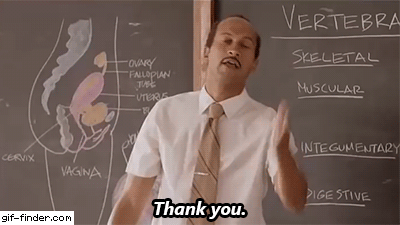 VERTEBRA
SKELETAL
MUSCULAR
INTEGUMENTARY
DIGESTIVE
OVARY
FALLOPIAN
TUBE
UTERUS
CERVIX
VAGINA
Thank you.
gif-finder.com